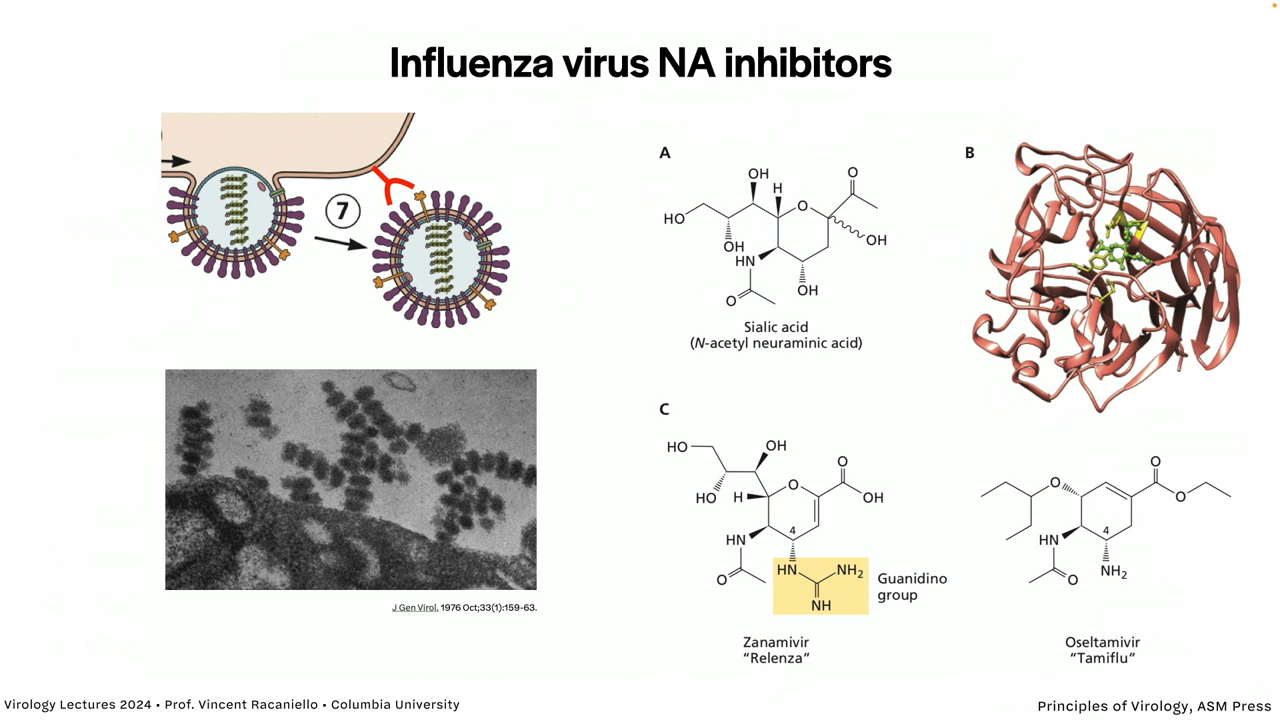 Influenza virus NA inhibitors
7
J Gen Virol. 1976 Oct;33(1):159-63.
A
OH
H
O
O
HO
OH
OH
HN
OH
O
Sialic acid
(N-acetyl neuraminic acid)
B
C
HO
OH
O
O
HO
H
OH
4
HN
O
HN
NH2
NH
Guanidino
group
Zanamivir
“Relenza”
O
O
O
4
HN
O
NH2
Oseltamivir
“Tamiflu”
Virology Lectures 2024 • Prof. Vincent Racaniello • Columbia University
Principles of Virology, ASM Press